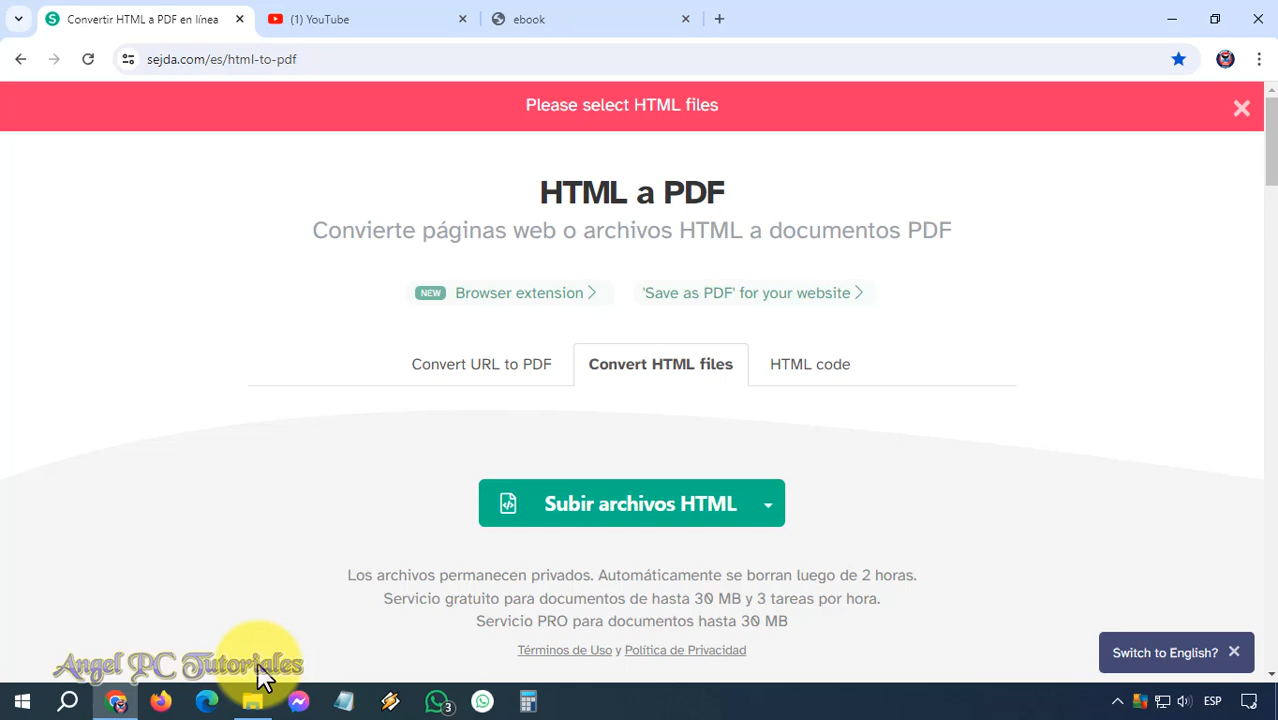 Convertir HTML a PDF en línea
(1) YouTube
ebook
sejda.com/es/html-to-pdf
Please select HTML files
HTML a PDF
Convierte páginas web o archivos HTML a documentos PDF
NEW Browser extension
'Save as PDF' for your website
Convert URL to PDF
Convert HTML files
HTML code
Subir archivos HTML
Los archivos permanecen privados. Automáticamente se borran luego de 2 horas.
Servicio gratuito para documentos de hasta 30 MB y 3 tareas por hora.
Servicio PRO para documentos hasta 30 MB
Términos de Uso y Política de Privacidad
Switch to English?
Angel PC Tutoriales
3
ESP